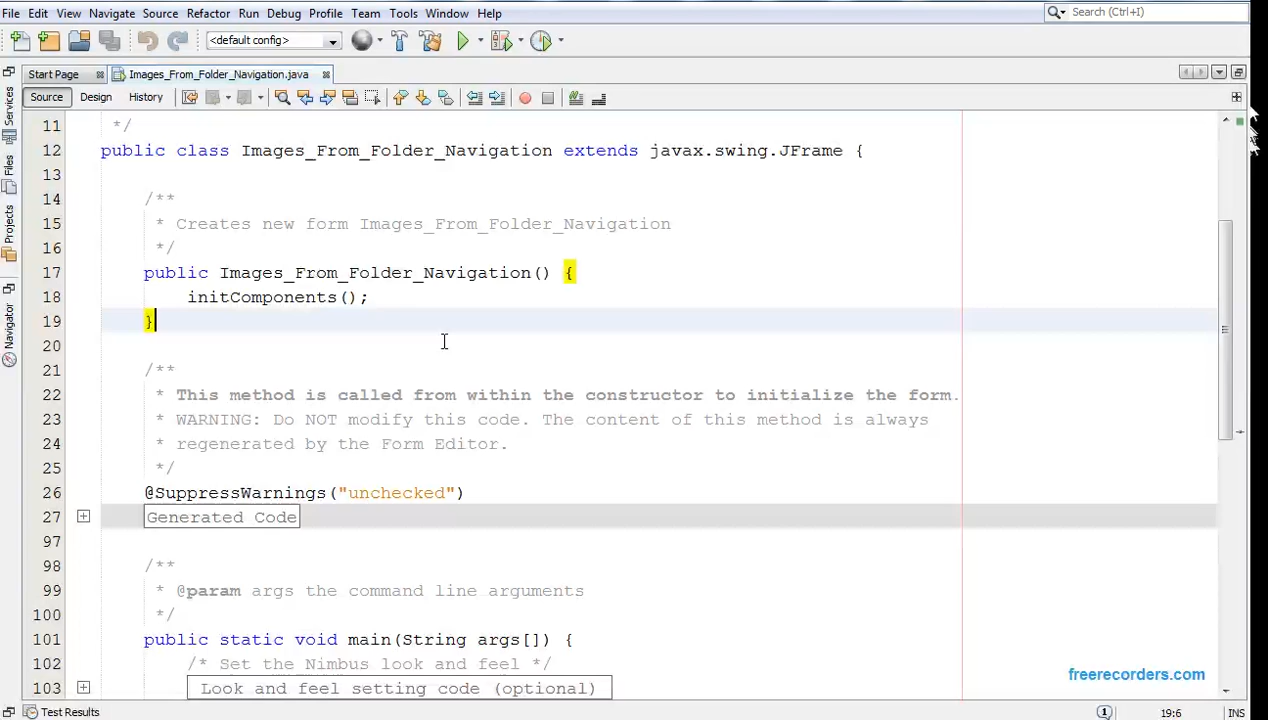 File Edit View Navigate Source Refactor Run Debug Profile Team Tools Window Help
Search (Ctrl+I)
<default config>
Start Page
Images_From_Folder_Navigation.java
Source Design History
Services
Files
Projects
Navigator
11 */
12 public class Images_From_Folder_Navigation extends javax.swing.JFrame {
13
14 /**
15 * Creates new form Images_From_Folder_Navigation
16 */
17 public Images_From_Folder_Navigation() {
18 initComponents();
19 }
20
21 /**
22 * This method is called from within the constructor to initialize the form.
23 * WARNING: Do NOT modify this code. The content of this method is always
24 * regenerated by the Form Editor.
25 */
26 @SuppressWarnings("unchecked")
27 Generated Code
97
98 /**
99 * @param args the command line arguments
100 */
101 public static void main(String args[]) {
102 /* Set the Nimbus look and feel */
103 Look and feel setting code (optional)
freerecorders.com
Test Results
1
19:6
INS